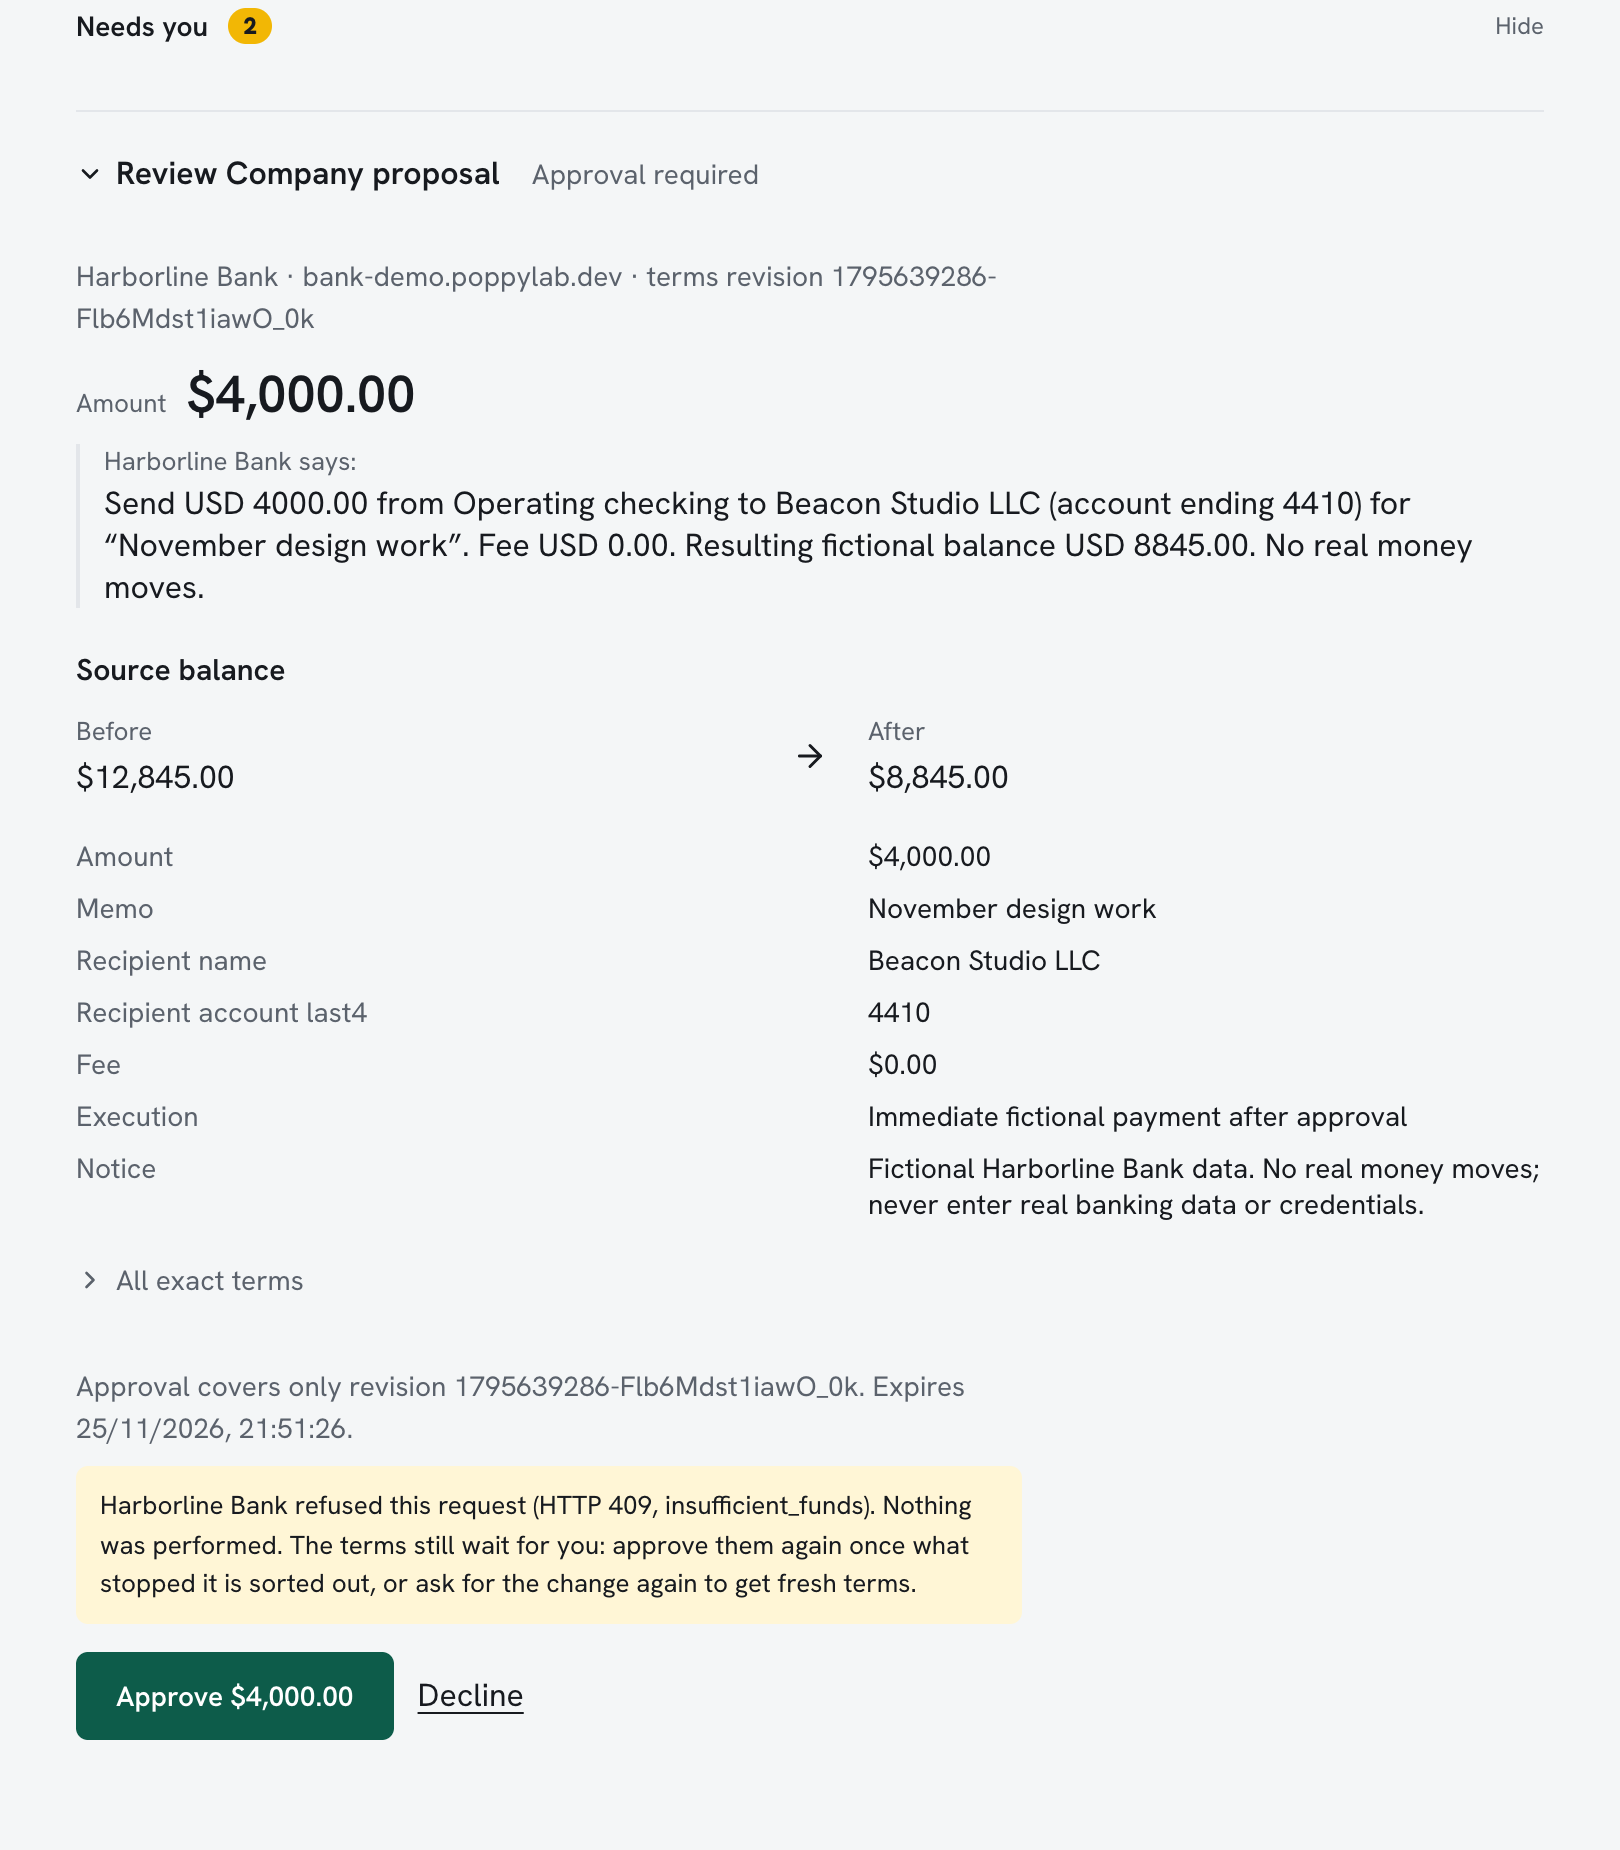 Needs you 2 Hide
Review Company proposal Approval required
Harborline Bank · bank-demo.poppylab.dev · terms revision 1795639286-
Flb6Mdst1iawO_0k
Amount $4,000.00
Harborline Bank says:
Send USD 4000.00 from Operating checking to Beacon Studio LLC (account ending 4410) for
“November design work”. Fee USD 0.00. Resulting fictional balance USD 8845.00. No real money
moves.
Source balance
Before After
$12,845.00 → $8,845.00
Amount $4,000.00
Memo November design work
Recipient name Beacon Studio LLC
Recipient account last4 4410
Fee $0.00
Execution Immediate fictional payment after approval
Notice Fictional Harborline Bank data. No real money moves;
never enter real banking data or credentials.
All exact terms
Approval covers only revision 1795639286-Flb6Mdst1iawO_0k. Expires
25/11/2026, 21:51:26.
Harborline Bank refused this request (HTTP 409, insufficient_funds). Nothing
was performed. The terms still wait for you: approve them again once what
stopped it is sorted out, or ask for the change again to get fresh terms.
Approve $4,000.00 Decline